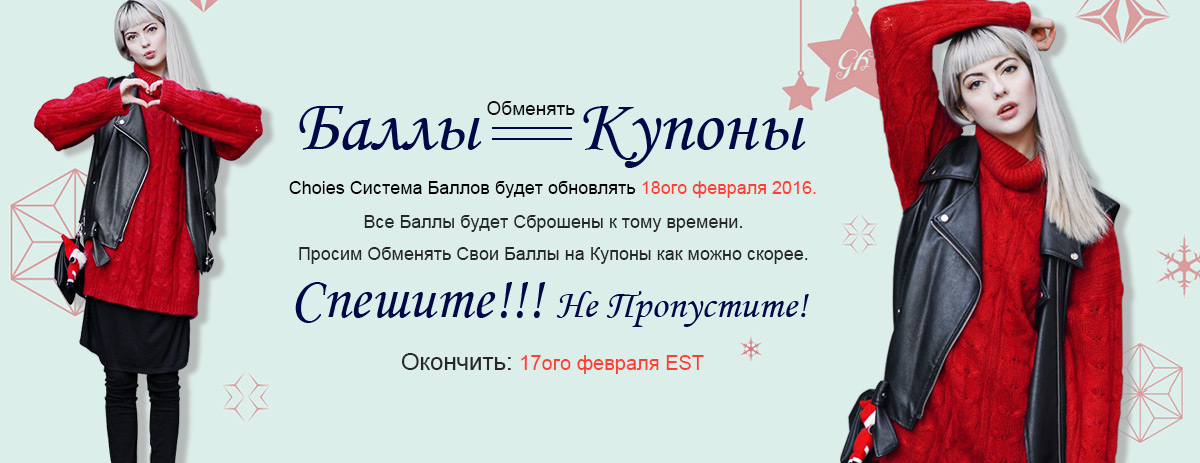 Обменять
Баллы = Купоны
Choies Система Баллов будет обновлять 18ого февраля 2016.
Все Баллы будет Сброшены к тому времени.
Просим Обменять Свои Баллы на Купоны как можно скорее.
Спешите!!! Не Пропустите!
Окончить: 17ого февраля EST